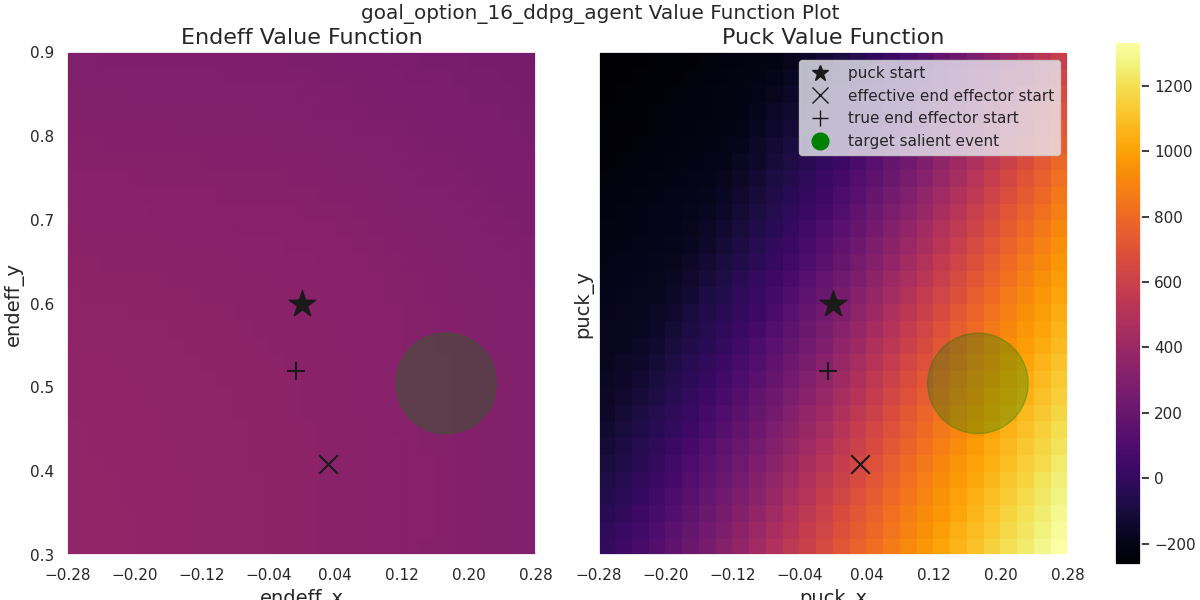 goal_option_16_ddpg_agent Value Function Plot
Endeff Value Function
Puck Value Function
0.9
0.8
0.7
0.6
0.5
0.4
0.3
endeff_y
−0.28 −0.20 −0.12 −0.04 0.04 0.12 0.20 0.28
endeff_x
puck start
effective end effector start
true end effector start
target salient event
puck_y
−0.28 −0.20 −0.12 −0.04 0.04 0.12 0.20 0.28
puck_x
1200
1000
800
600
400
200
0
−200